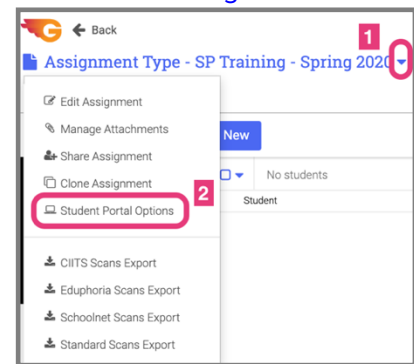 Back
1
Assignment Type - SP Training - Spring 2020
Edit Assignment
Manage Attachments
New
Share Assignment
Clone Assignment
2
No students
Student Portal Options
Student
CIITS Scans Export
Eduphoria Scans Export
Schoolnet Scans Export
Standard Scans Export